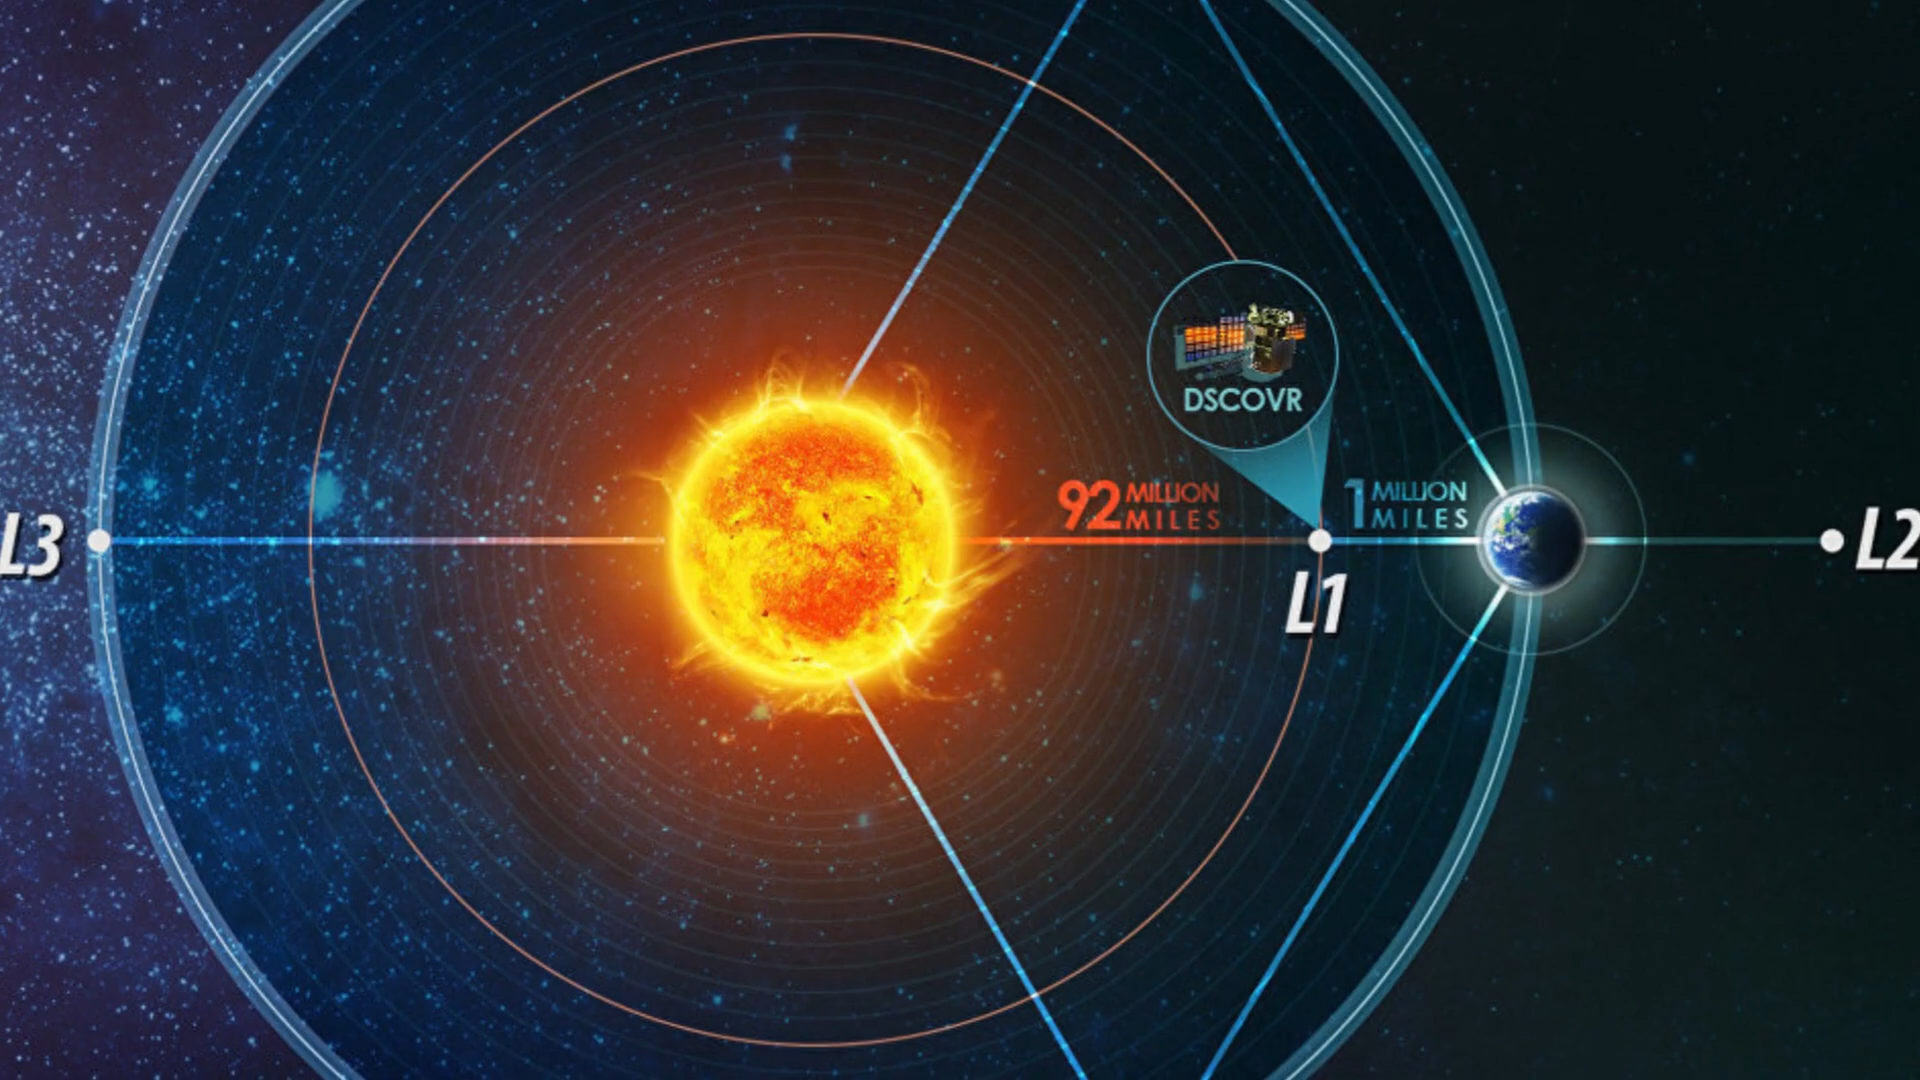 DSCOVR
92 MILLION MILES
1 MILLION MILES
L3
L2
L1